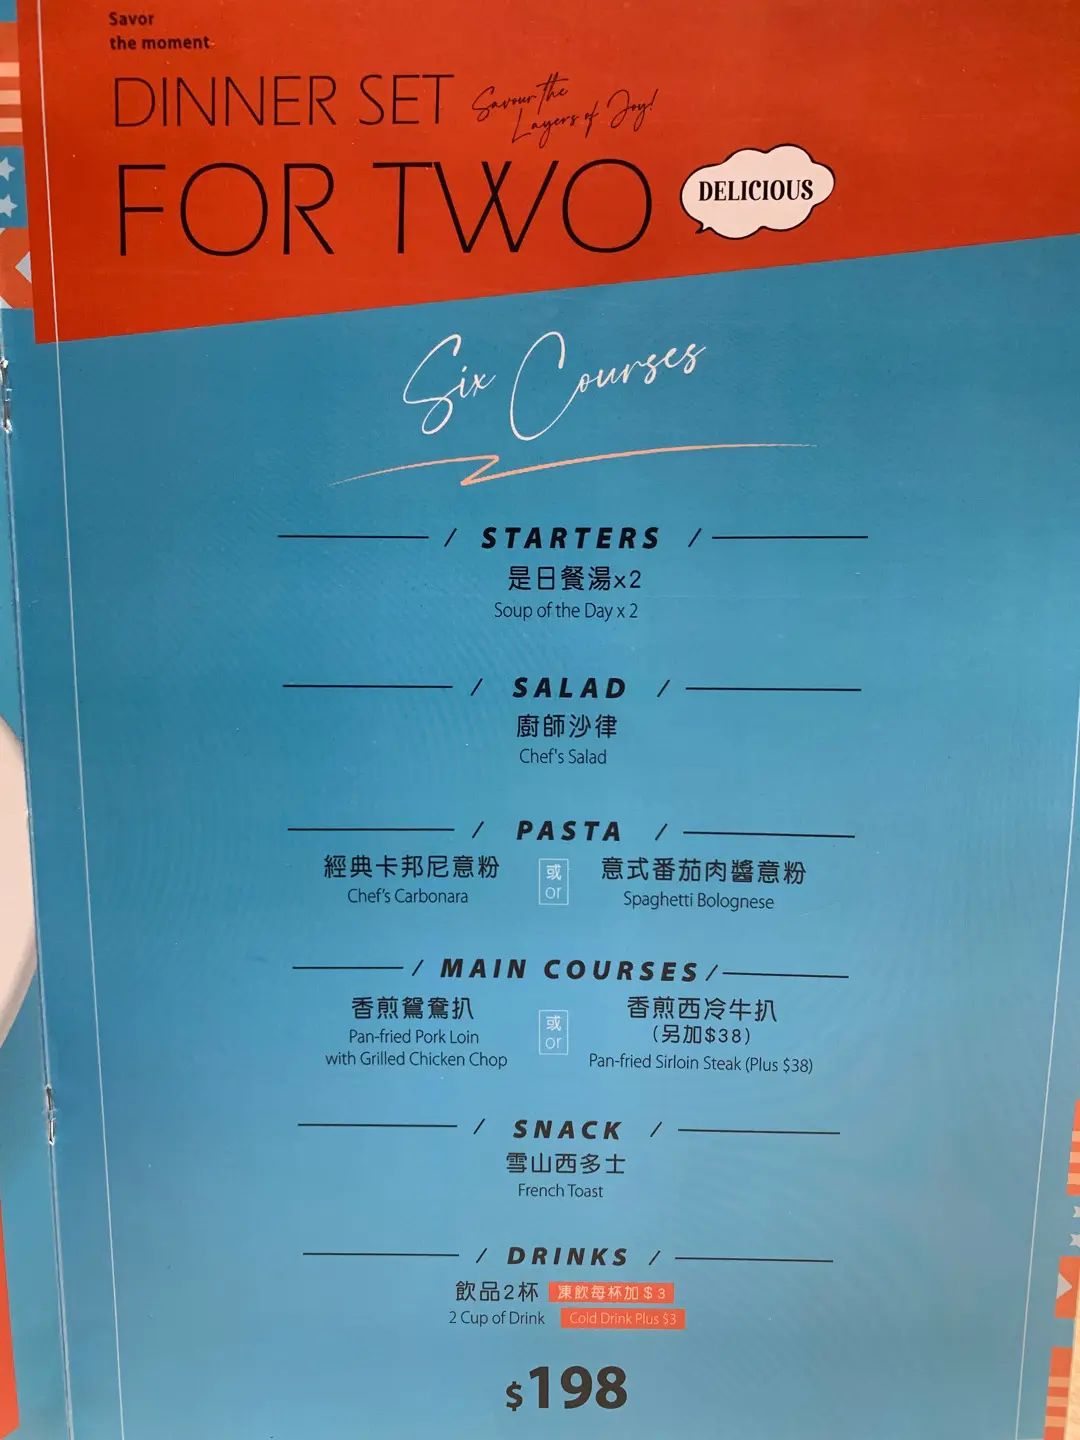 Savor
the moment
DINNER SET
Savour the
Layers of Joy!
FOR TWO
DELICIOUS
Six Courses
/ STARTERS /
是日餐湯x2
Soup of the Day x 2
/ SALAD /
廚師沙律
Chef's Salad
/ PASTA /
經典卡邦尼意粉 或 意式番茄肉醬意粉
Chef's Carbonara or Spaghetti Bolognese
/ MAIN COURSES /
香煎鴛鴦扒 或 香煎西冷牛扒
(另加$38)
Pan-fried Pork Loin or
with Grilled Chicken Chop Pan-fried Sirloin Steak (Plus $38)
/ SNACK /
雪山西多士
French Toast
/ DRINKS /
飲品2杯 凍飲每杯加$3
2 Cup of Drink Cold Drink Plus $3
$198